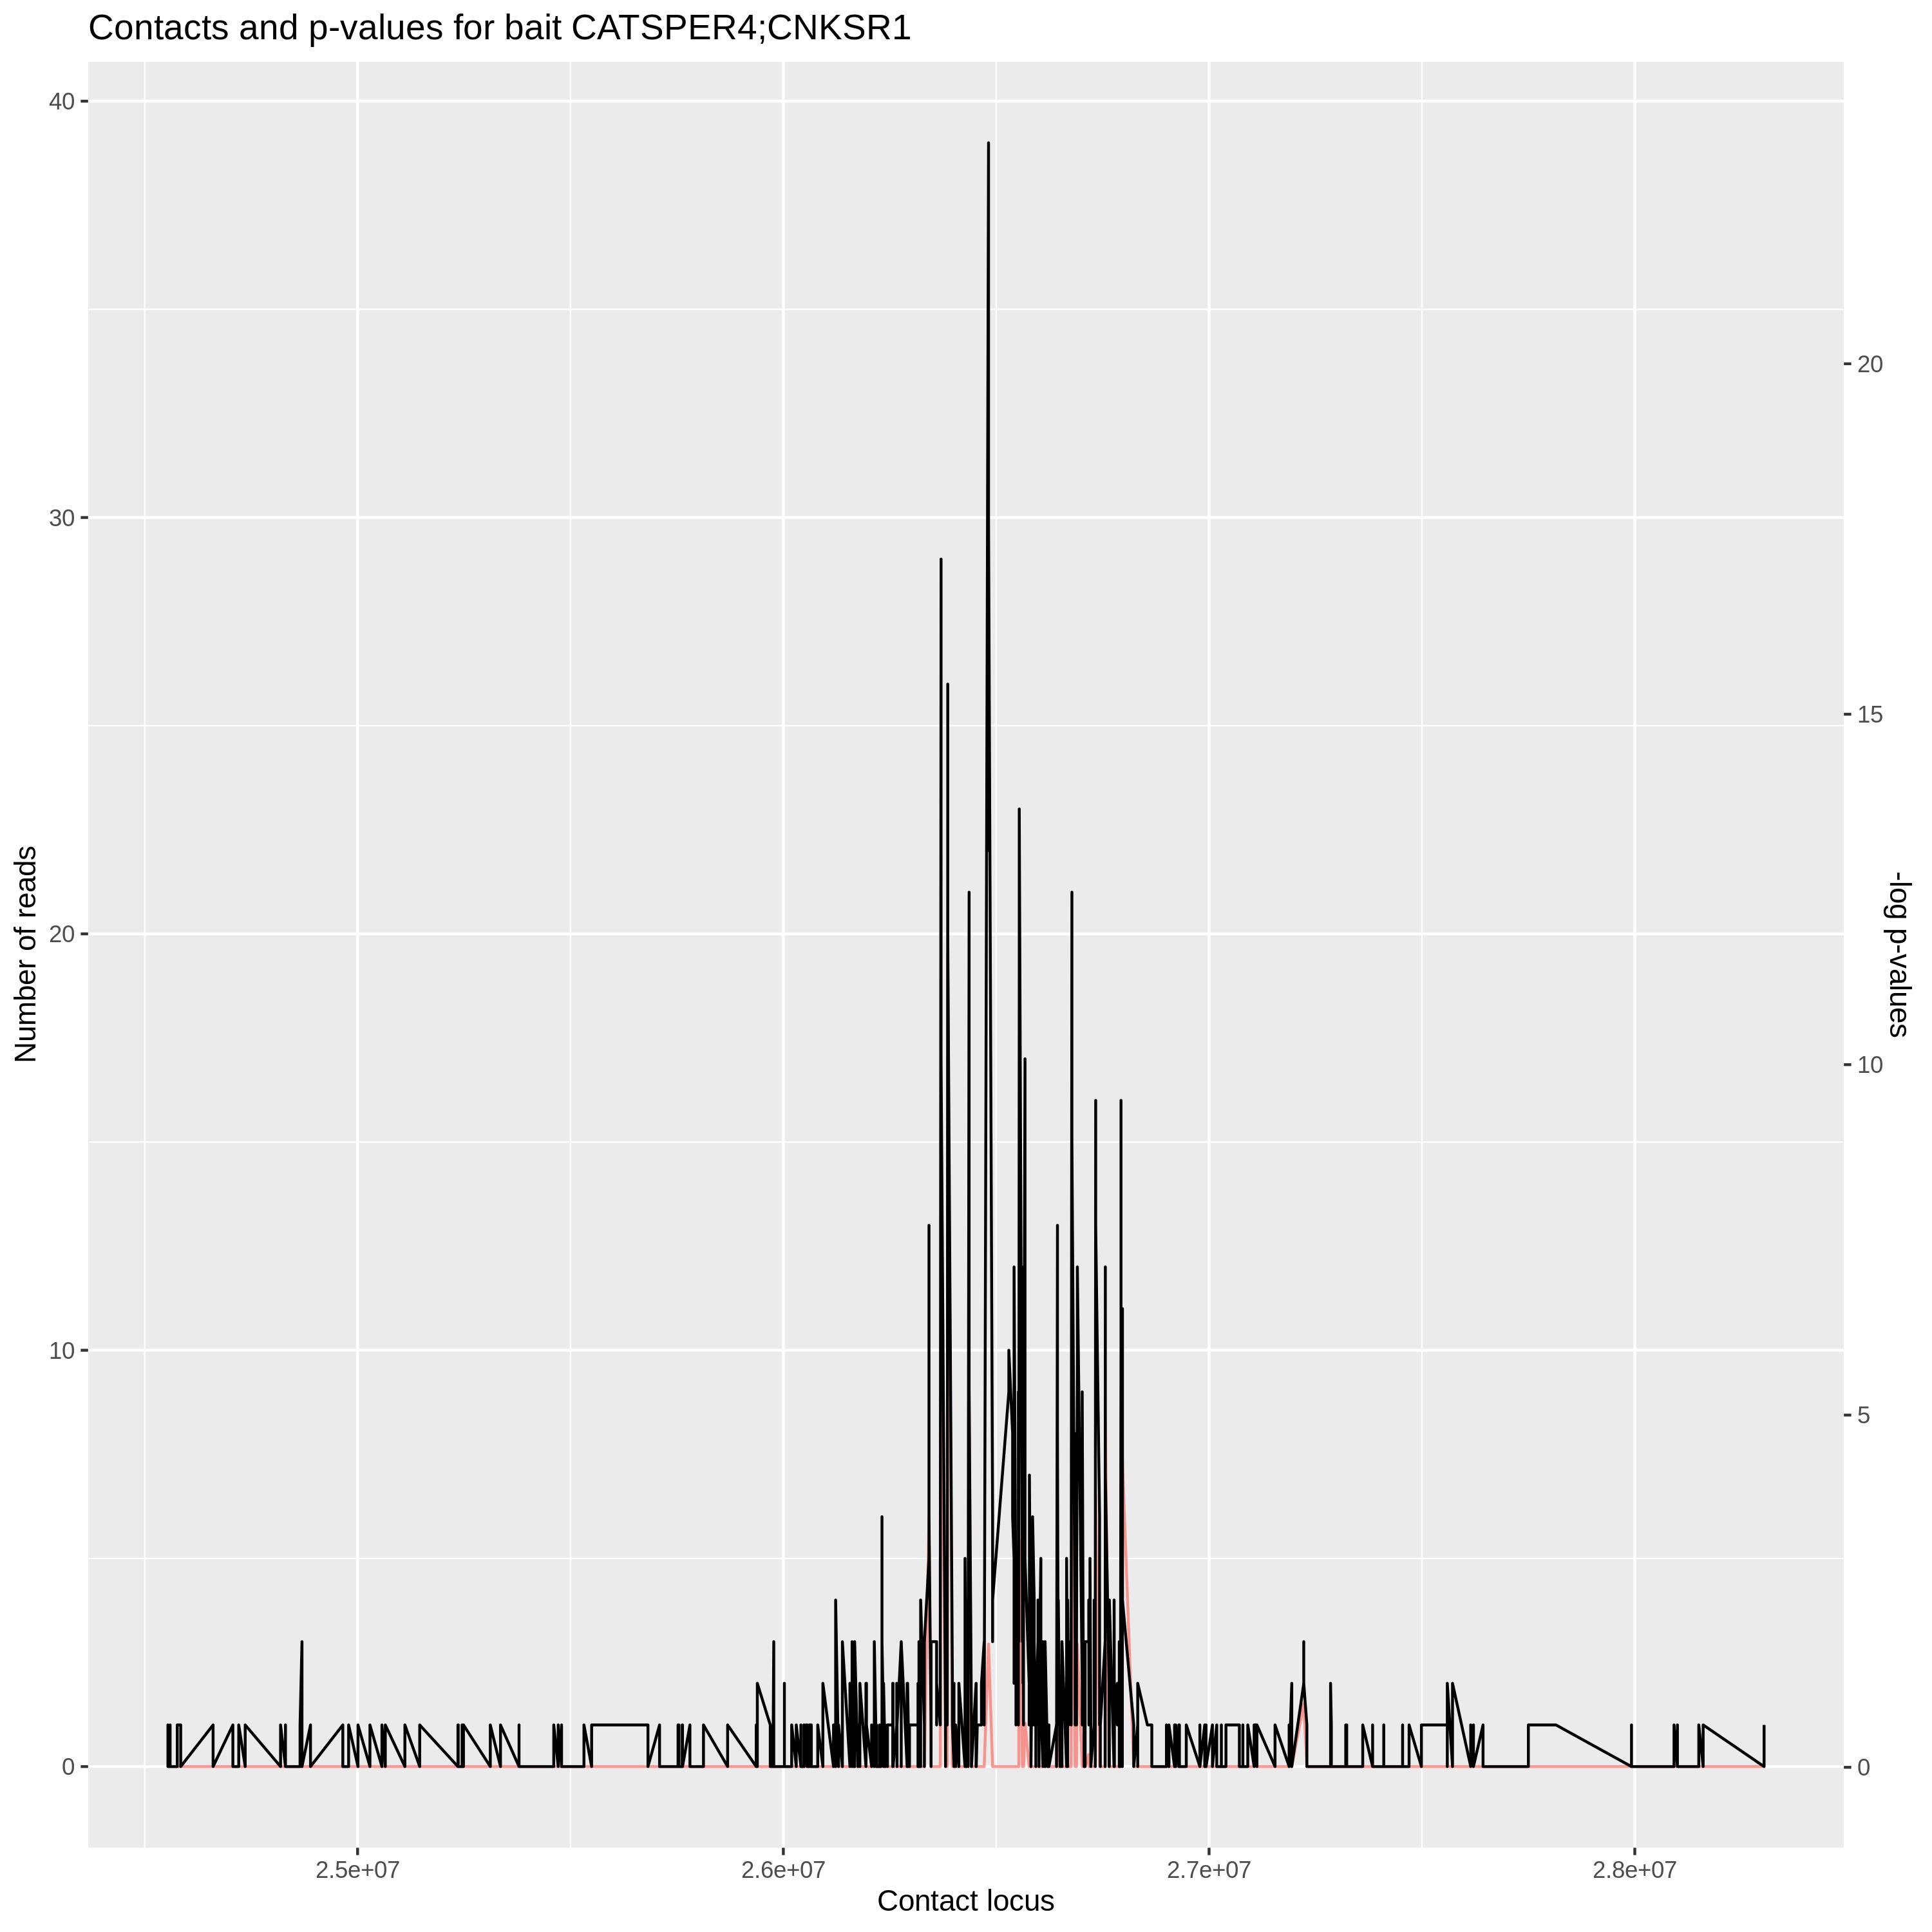 Contacts and p-values for bait CATSPER4;CNKSR1
40
30
20
10
0
Number of reads
20
15
10
5
0
-log p-values
2.5e+07
2.6e+07
2.7e+07
2.8e+07
Contact locus